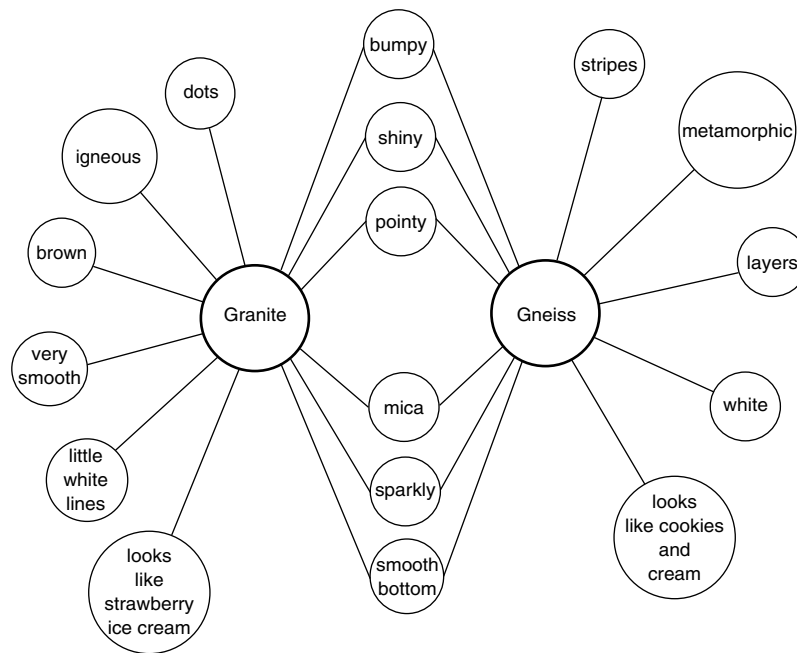 bumpy
stripes
dots
metamorphic
shiny
igneous
pointy
brown
layers
Granite
Gneiss
very
smooth
mica
white
little
white
lines
sparkly
looks
like cookies
and
cream
looks
like
strawberry
ice cream
smooth
bottom